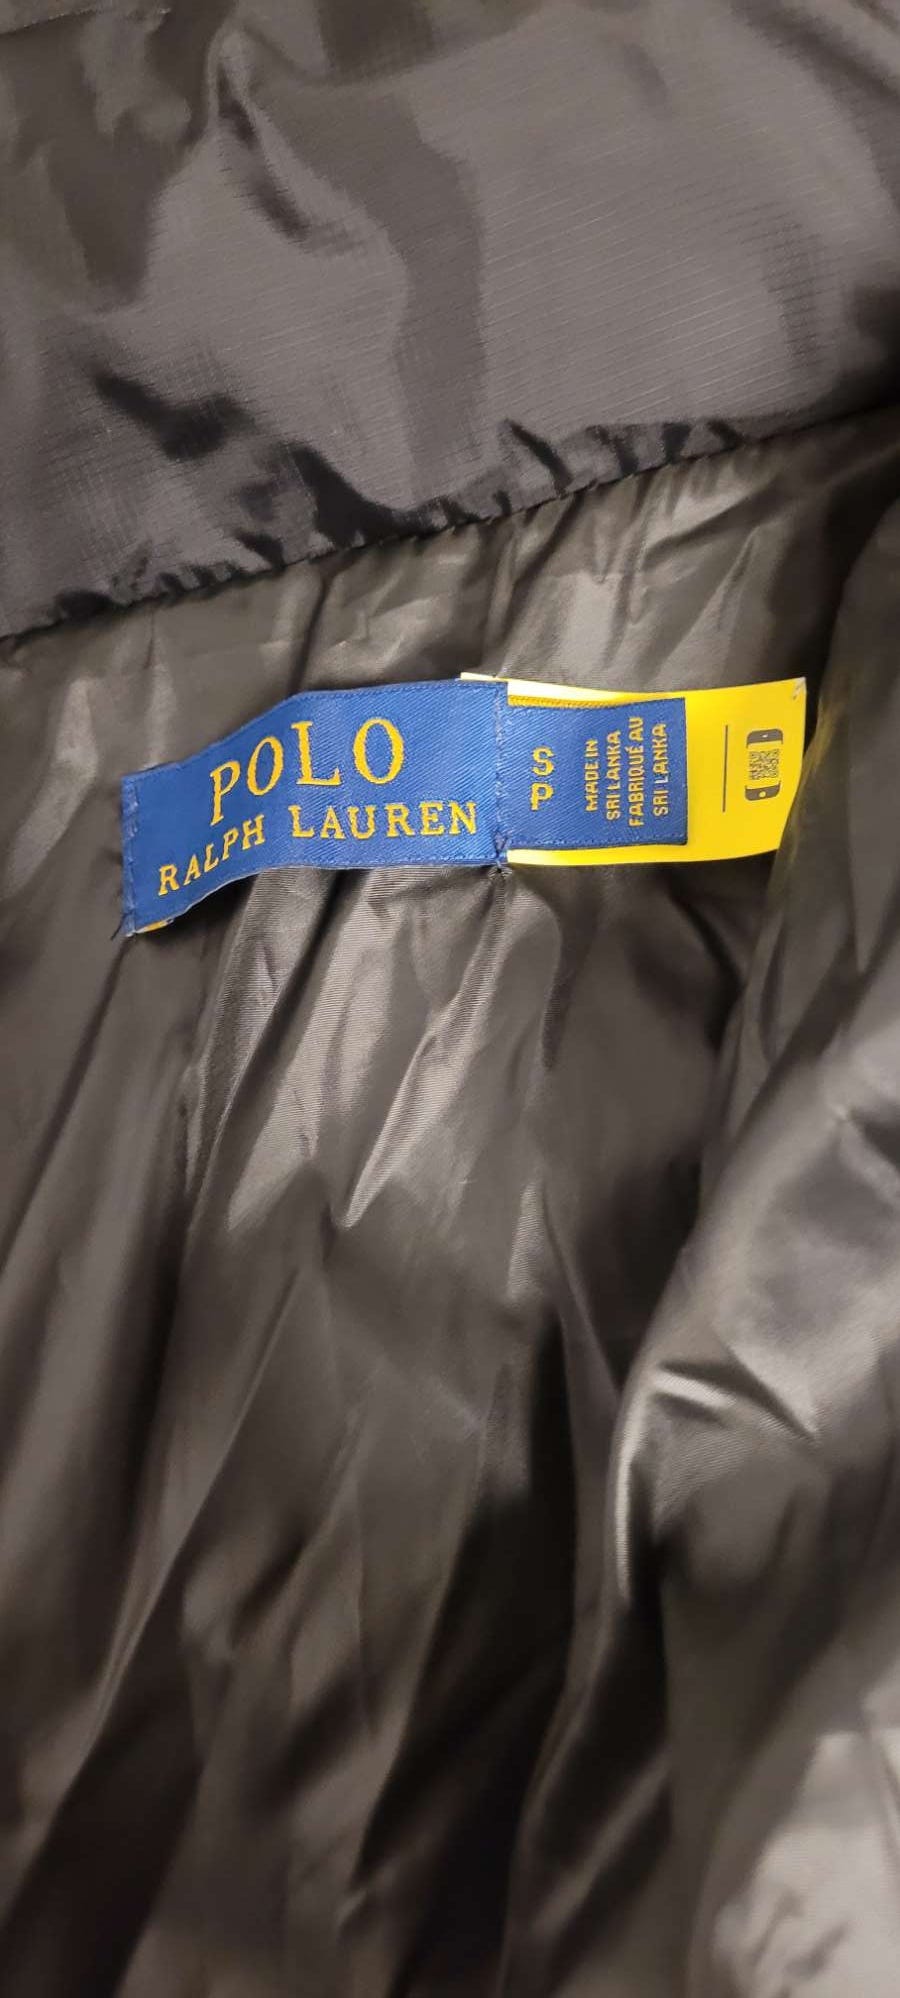 POLO
RALPH LAUREN
S
P
MADE IN
SRI LANKA
FABRIQUÉ AU
SRI LANKA